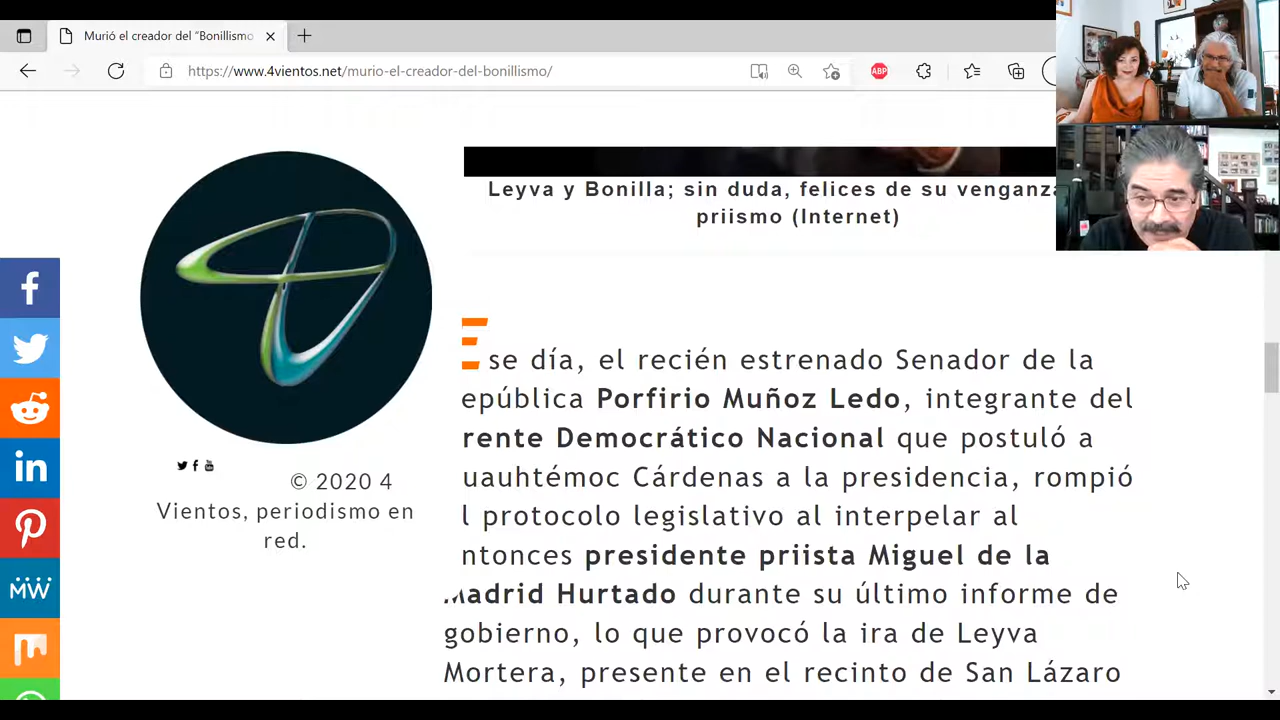 Murió el creador del "Bonillismo
https://www.4vientos.net/murio-el-creador-del-bonillismo/
ABP
Leyva y Bonilla; sin duda, felices de su venganza
priismo (Internet)
Ese día, el recién estrenado Senador de la
epública Porfirio Muñoz Ledo, integrante del
rente Democrático Nacional que postuló a
uauhtémoc Cárdenas a la presidencia, rompió
l protocolo legislativo al interpelar al
ntonces presidente priista Miguel de la
Madrid Hurtado durante su último informe de
gobierno, lo que provocó la ira de Leyva
Mortera, presente en el recinto de San Lázaro
© 2020 4
Vientos, periodismo en
red.